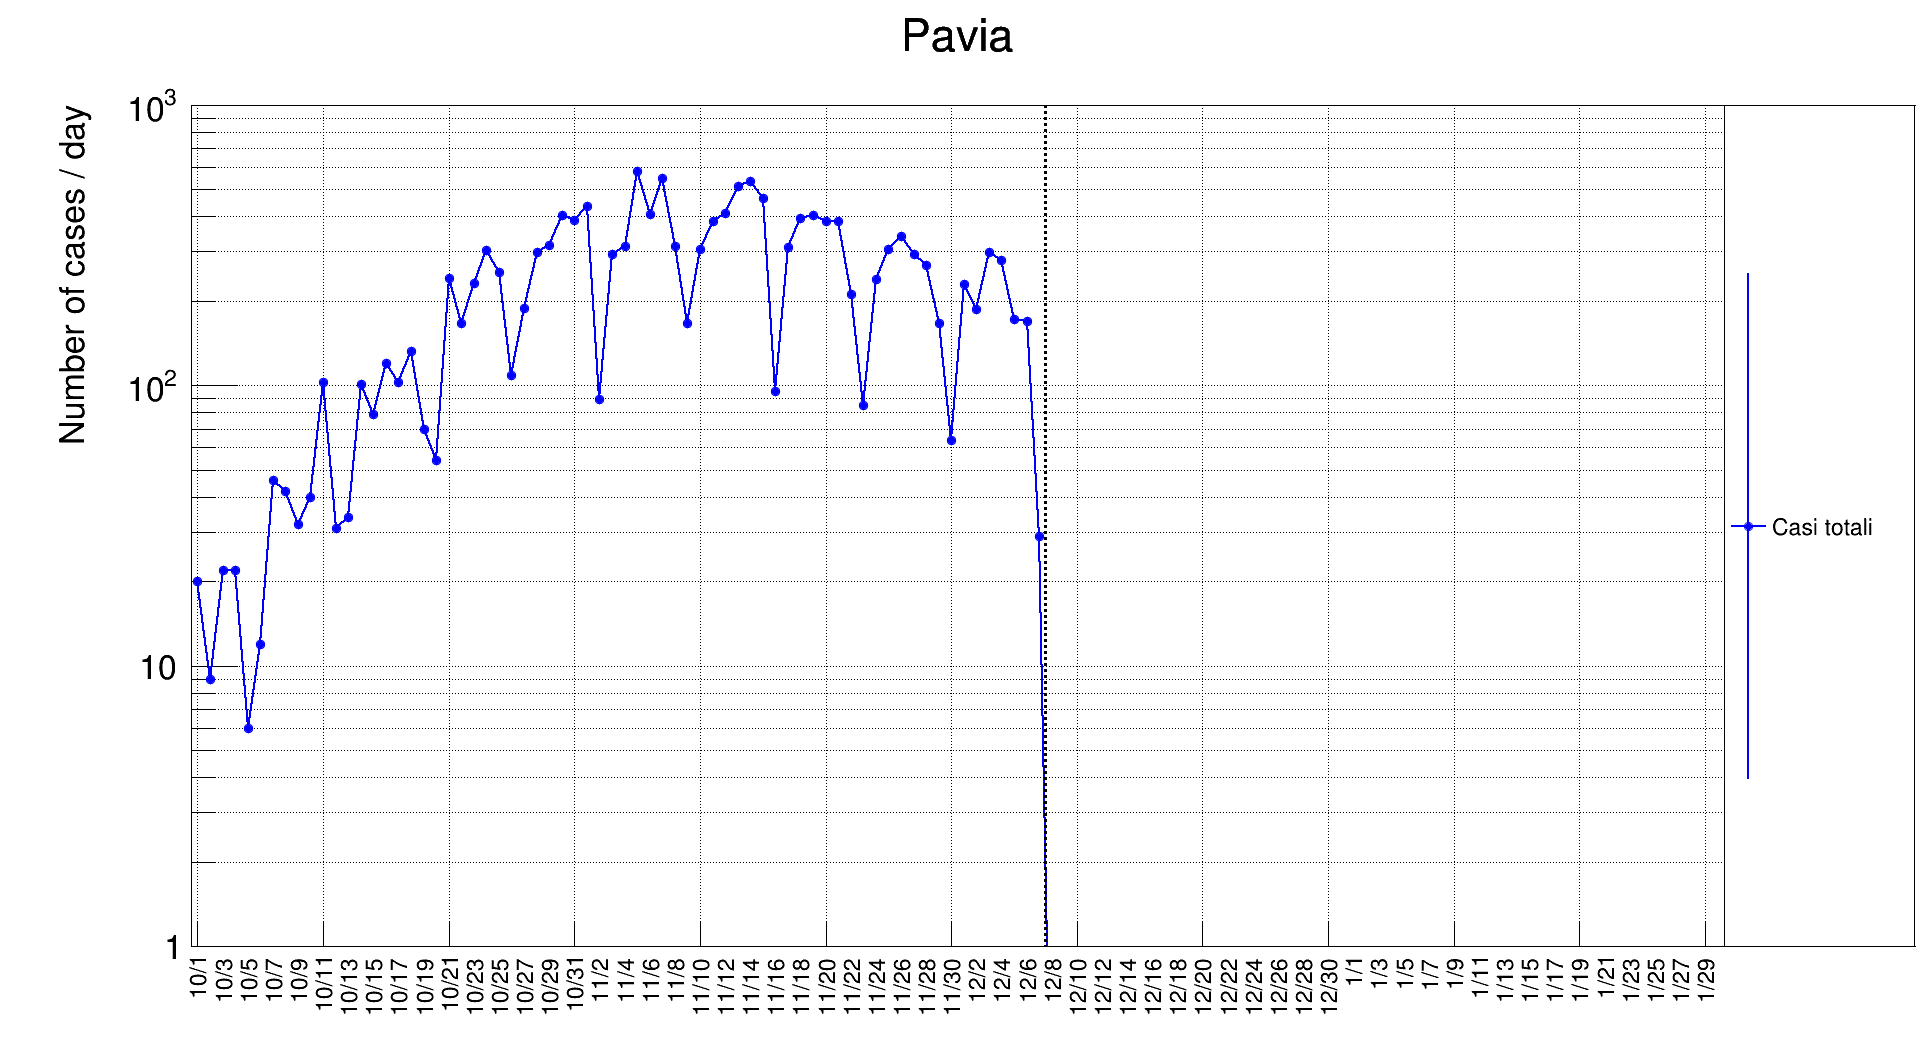 Pavia
Number of cases / day
10³
10²
10
1
10/1 10/3 10/5 10/7 10/9 10/11 10/13 10/15 10/17 10/19 10/21 10/23 10/25 10/27 10/29 10/31 11/2 11/4 11/6 11/8 11/10 11/12 11/14 11/16 11/18 11/20 11/22 11/24 11/26 11/28 11/30 12/2 12/4 12/6 12/8 12/10 12/12 12/14 12/16 12/18 12/20 12/22 12/24 12/26 12/28 12/30 1/1 1/3 1/5 1/7 1/9 1/11 1/13 1/15 1/17 1/19 1/21 1/23 1/25 1/27 1/29
Casi totali